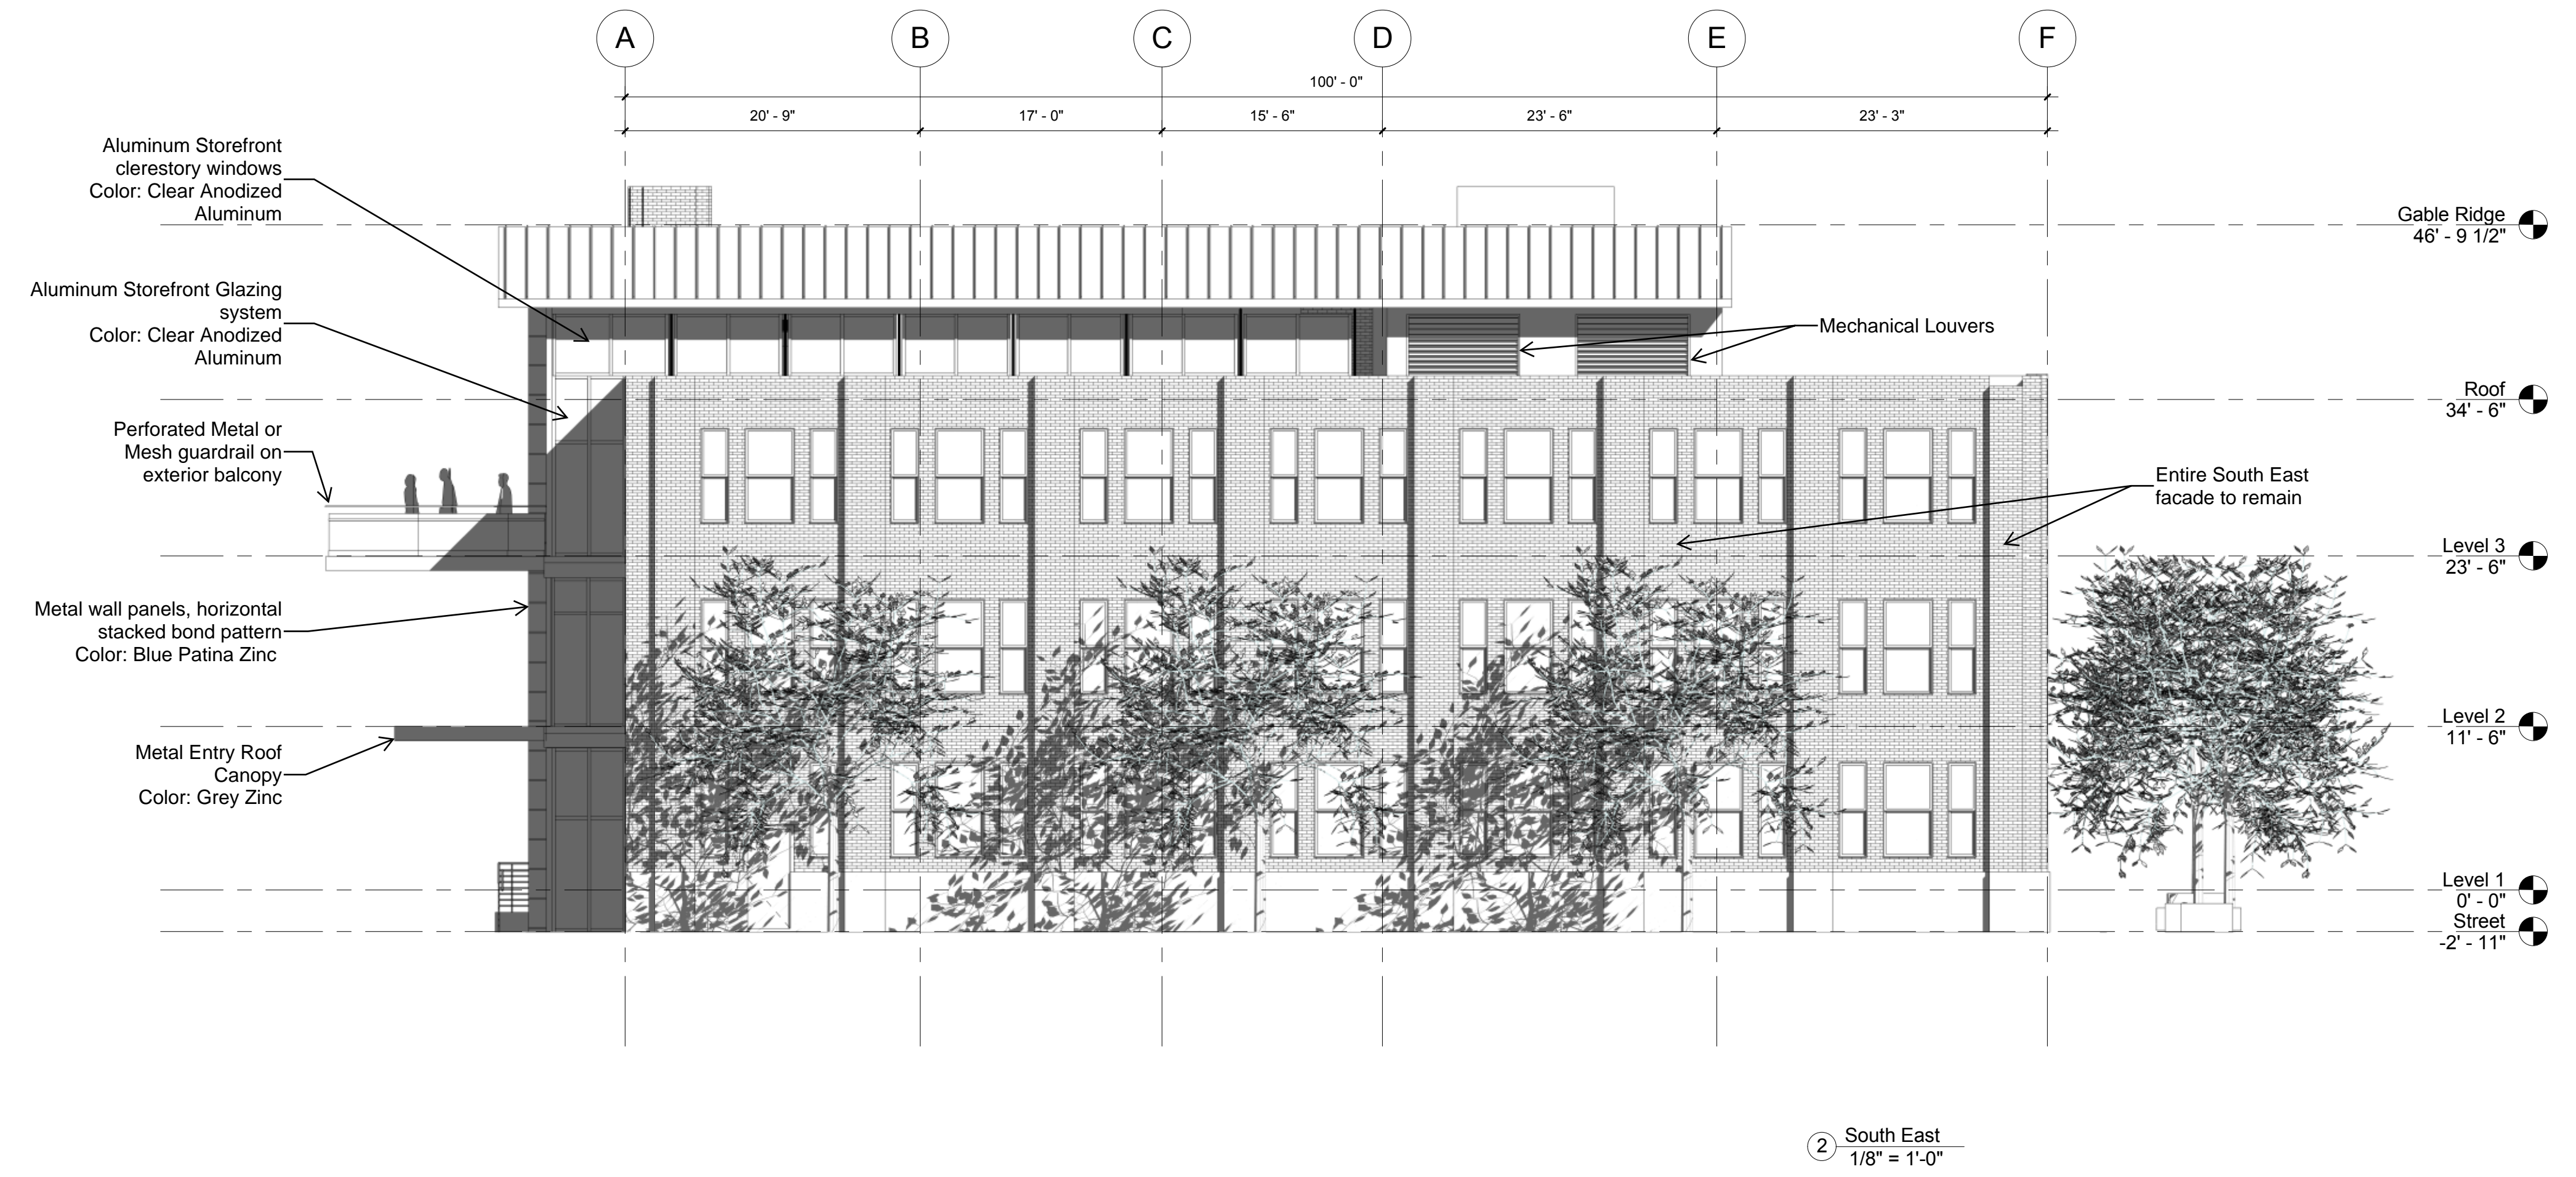 A
B
C
D
E
F
100' - 0"
20' - 9"
17' - 0"
15' - 6"
23' - 6"
23' - 3"
Aluminum Storefront
clerestory windows
Color: Clear Anodized
Aluminum
Gable Ridge
46' - 9 1/2"
Aluminum Storefront Glazing
system
Color: Clear Anodized
Aluminum
Mechanical Louvers
Roof
34' - 6"
Perforated Metal or
Mesh guardrail on
exterior balcony
Entire South East
facade to remain
Level 3
23' - 6"
Metal wall panels, horizontal
stacked bond pattern
Color: Blue Patina Zinc
Level 2
11' - 6"
Metal Entry Roof
Canopy
Color: Grey Zinc
Level 1
0' - 0"
Street
-2' - 11"
2
South East
1/8" = 1'-0"